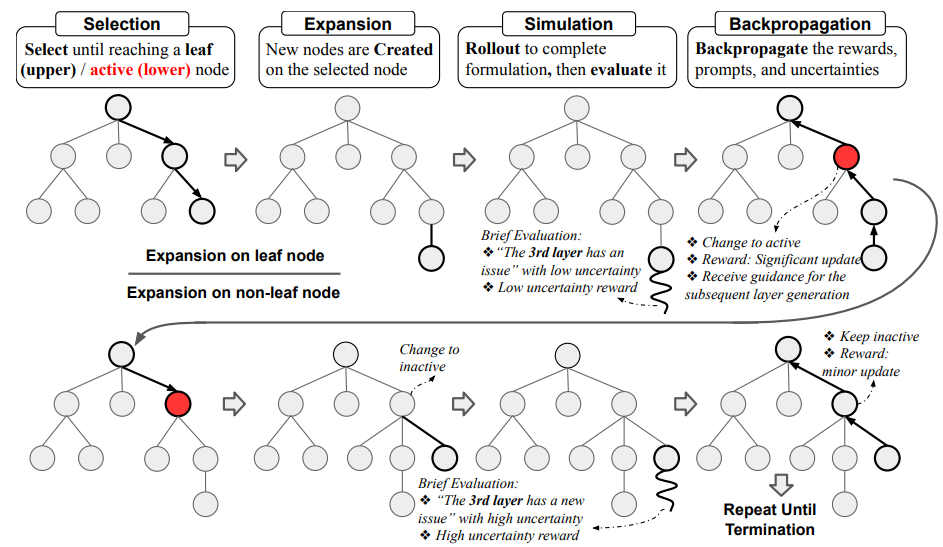 Selection
Select until reaching a leaf
(upper) / active (lower) node
Expansion
New nodes are Created
on the selected node
Simulation
Rollout to complete
formulation, then evaluate it
Backpropagation
Backpropagate the rewards,
prompts, and uncertainties
Expansion on leaf node
Expansion on non-leaf node
Brief Evaluation:
❖ “The 3rd layer has an
issue” with low uncertainty
❖ Low uncertainty reward
❖ Change to active
❖ Reward: Significant update
❖ Receive guidance for the
subsequent layer generation
Change to
inactive
Brief Evaluation:
❖ “The 3rd layer has a new
issue” with high uncertainty
❖ High uncertainty reward
❖ Keep inactive
❖ Reward:
minor update
Repeat Until
Termination